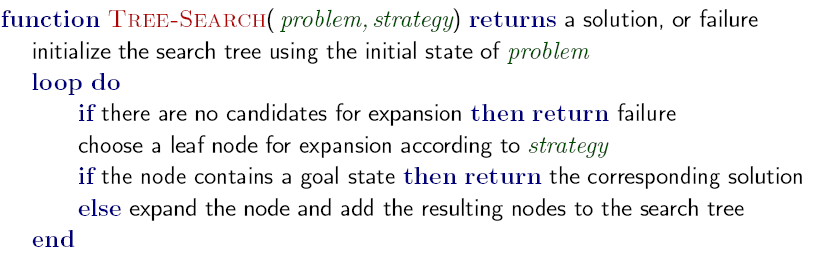 function TREE-SEARCH( problem, strategy) returns a solution, or failure
initialize the search tree using the initial state of problem
loop do
if there are no candidates for expansion then return failure
choose a leaf node for expansion according to strategy
if the node contains a goal state then return the corresponding solution
else expand the node and add the resulting nodes to the search tree
end